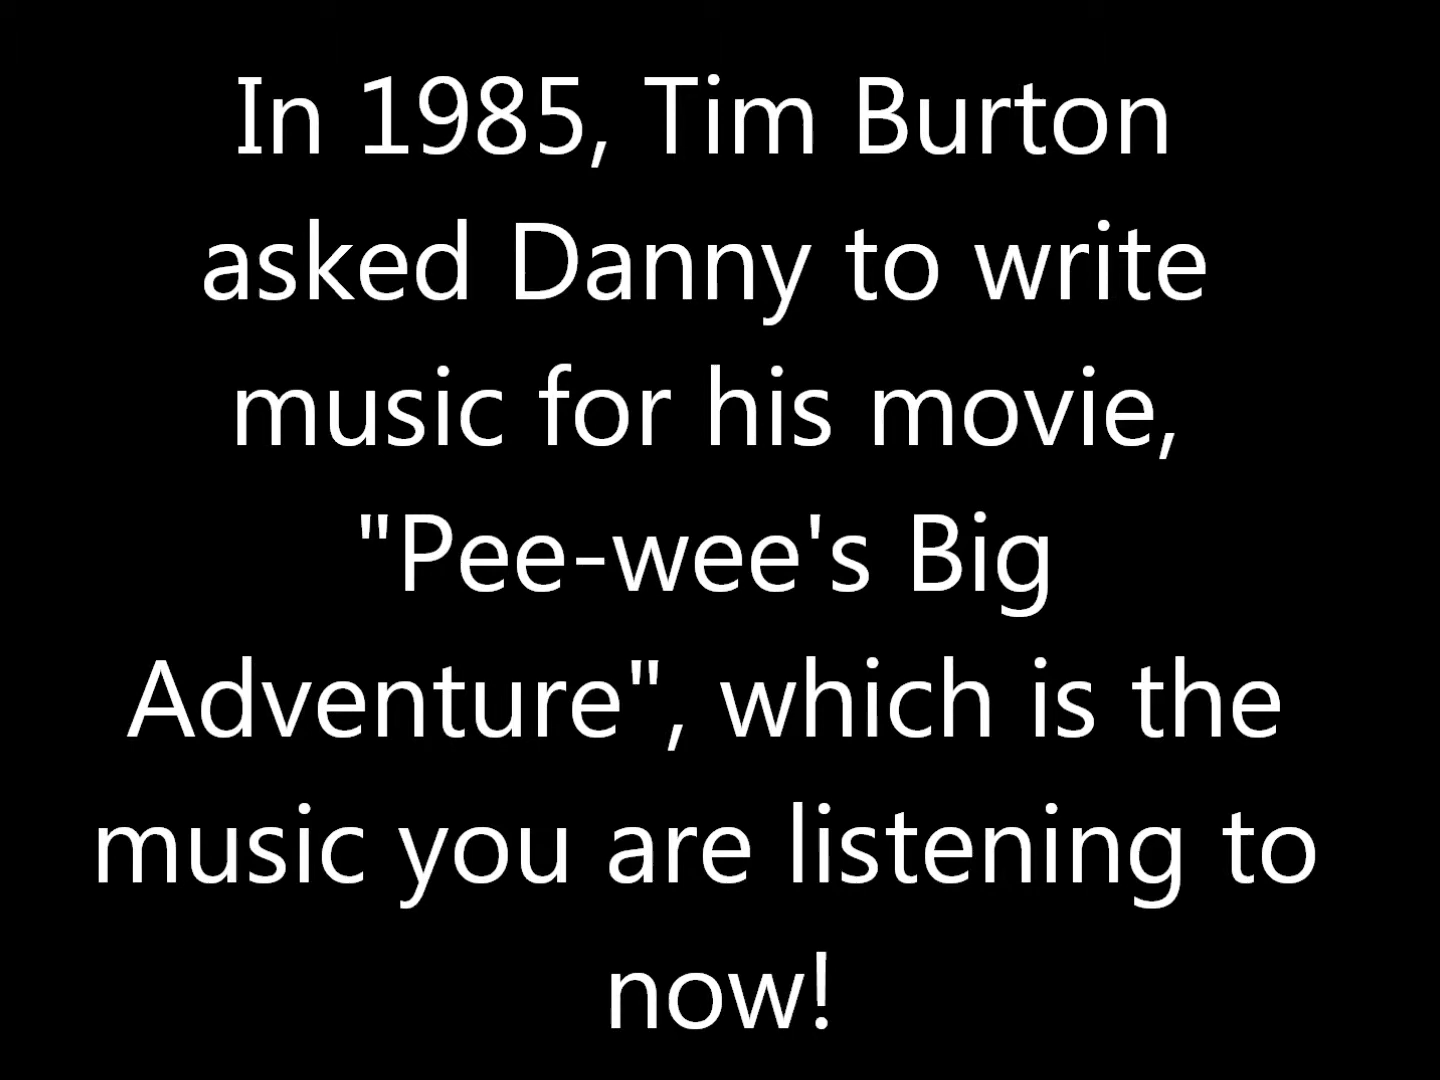 In 1985, Tim Burton
asked Danny to write
music for his movie,
"Pee-wee's Big
Adventure", which is the
music you are listening to
now!